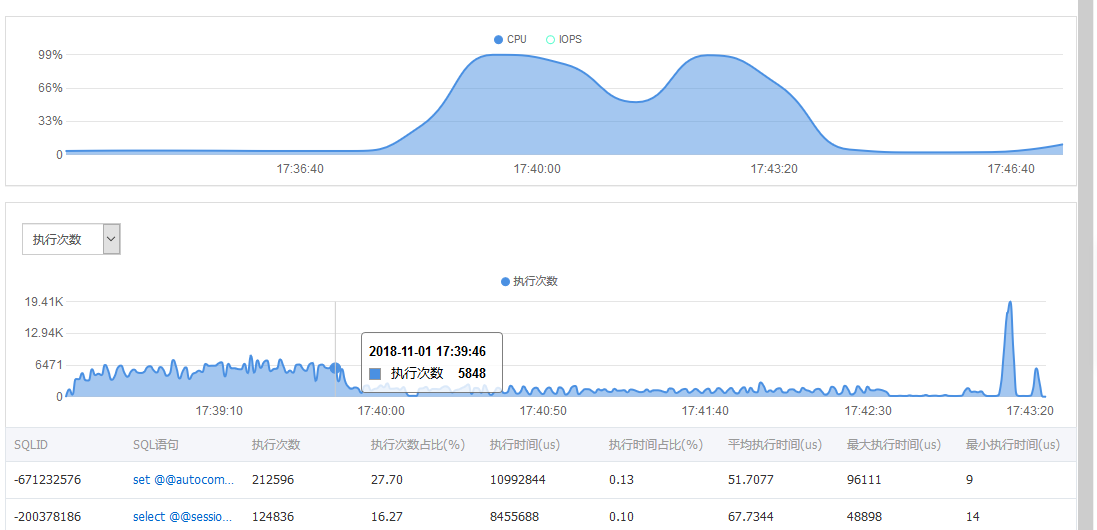 CPU IOPS
99%
66%
33%
0
17:36:40 17:40:00 17:43:20 17:46:40
执行次数
执行次数
19.41K
12.94K
6471
0
2018-11-01 17:39:46
执行次数 5848
17:39:10 17:40:00 17:40:50 17:41:40 17:42:30 17:43:20
SQLID SQL语句 执行次数 执行次数占比(%) 执行时间(us) 执行时间占比(%) 平均执行时间(us) 最大执行时间(us) 最小执行时间(us)
-671232576 set @@autocom... 212596 27.70 10992844 0.13 51.7077 96111 9
-200378186 select @@sessio... 124836 16.27 8455688 0.10 67.7344 48898 14